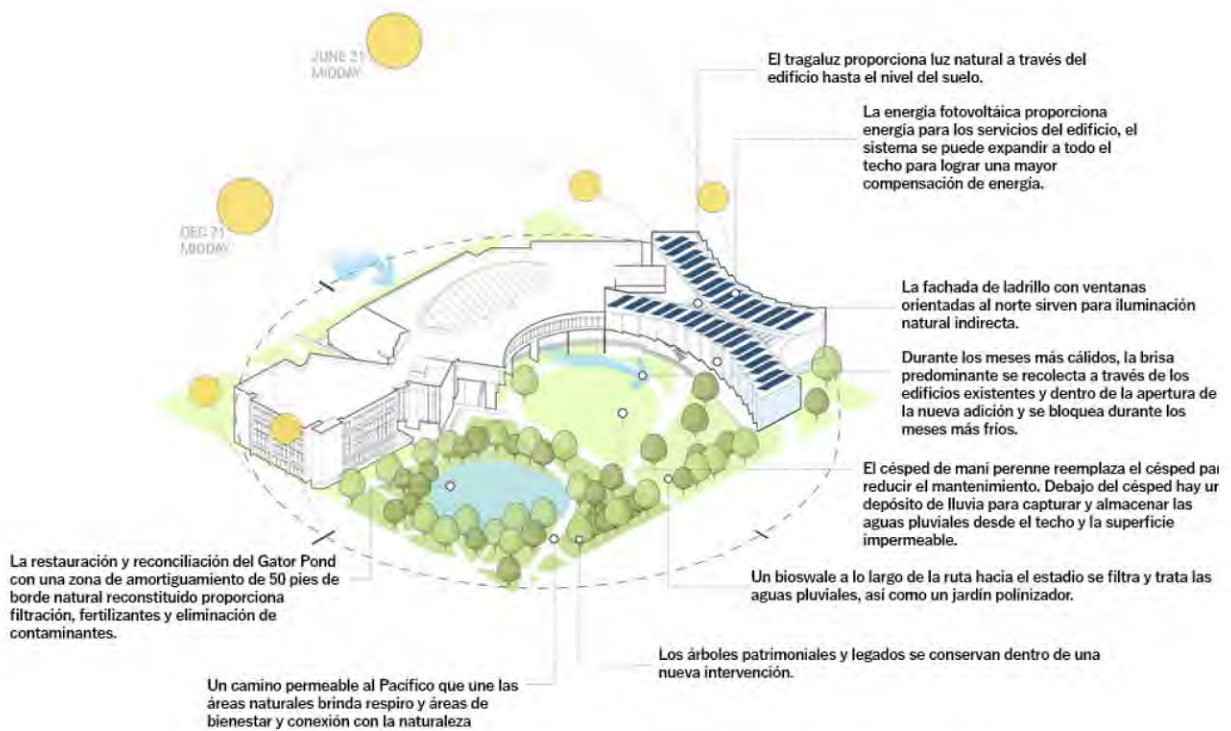 JUNE 21
MIDDAY
DEC 21
MIDDAY
El tragaluz proporciona luz natural a través del
edificio hasta el nivel del suelo.
La energía fotovoltáica proporciona
energía para los servicios del edificio, el
sistema se puede expandir a todo el
techo para lograr una mayor
compensación de energía.
La fachada de ladrillo con ventanas
orientadas al norte sirven para iluminación
natural indirecta.
Durante los meses más cálidos, la brisa
predominante se recolecta a través de los
edificios existentes y dentro de la apertura de
la nueva adición y se bloquea durante los
meses más fríos.
El césped de maní perenne reemplaza el césped par
reducir el mantenimiento. Debajo del césped hay ur
depósito de lluvia para capturar y almacenar las
aguas pluviales desde el techo y la superficie
impermeable.
Un bioswale a lo largo de la ruta hacia el estadio se filtra y trata las
aguas pluviales, así como un jardín polinizador.
Los árboles patrimoniales y legados se conservan dentro de una
nueva intervención.
Un camino permeable al Pacífico que une las
áreas naturales brinda respiro y áreas de
bienestar y conexión con la naturaleza
La restauración y reconciliación del Gator Pond
con una zona de amortiguamiento de 50 pies de
borde natural reconstituido proporciona
filtración, fertilizantes y eliminación de
contaminantes.